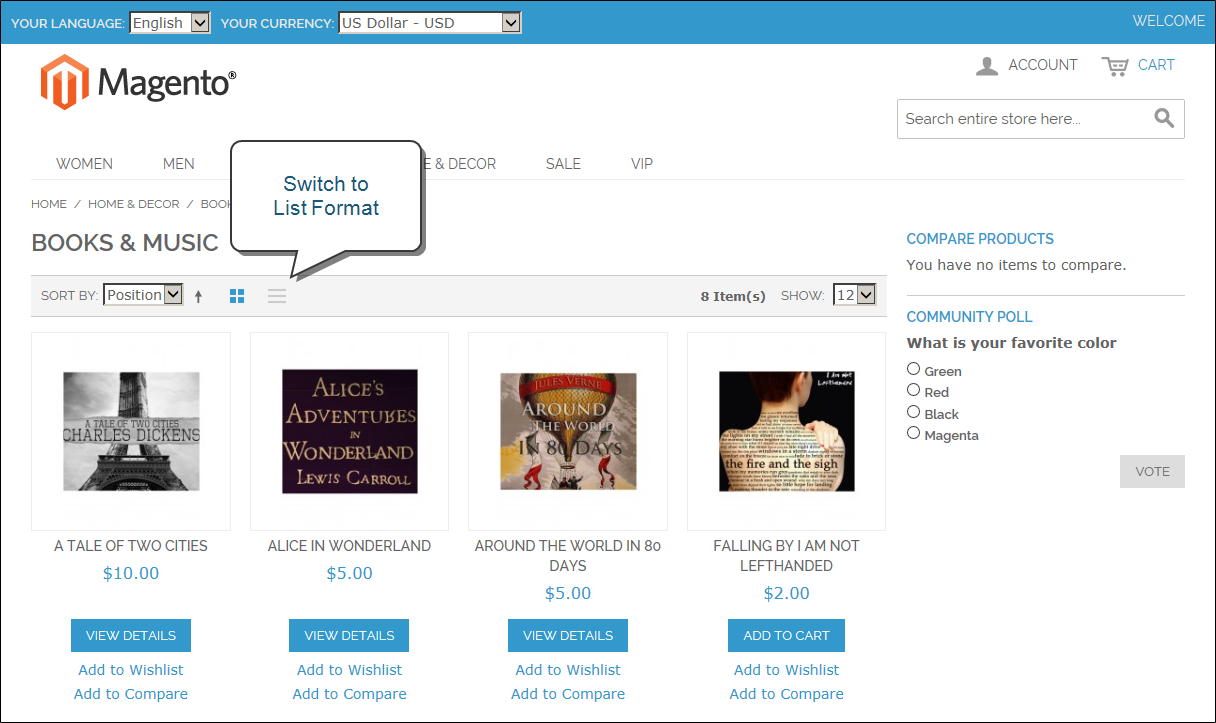 YOUR LANGUAGE: English YOUR CURRENCY: US Dollar - USD WELCOME
Magento®
ACCOUNT CART
Search entire store here...
WOMEN MEN E & DECOR SALE VIP
Switch to
List Format
HOME / HOME & DECOR / BOOK
BOOKS & MUSIC
SORT BY: Position 8 Item(s) SHOW: 12
COMPARE PRODUCTS
You have no items to compare.
COMMUNITY POLL
What is your favorite color
Green
Red
Black
Magenta
VOTE
A TALE OF TWO CITIES
CHARLES DICKENS
ALICE'S
ADVENTURES
IN
WONDERLAND
LEWIS CARROLL
JULES VERNE
AROUND
THE WORLD
IN 80 DAYS
I am Not
Lefthanded
windows in a storm
the fire and the sigh
A TALE OF TWO CITIES
$10.00
VIEW DETAILS
Add to Wishlist
Add to Compare
ALICE IN WONDERLAND
$5.00
VIEW DETAILS
Add to Wishlist
Add to Compare
AROUND THE WORLD IN 80
DAYS
$5.00
VIEW DETAILS
Add to Wishlist
Add to Compare
FALLING BY I AM NOT
LEFTHANDED
$2.00
ADD TO CART
Add to Wishlist
Add to Compare